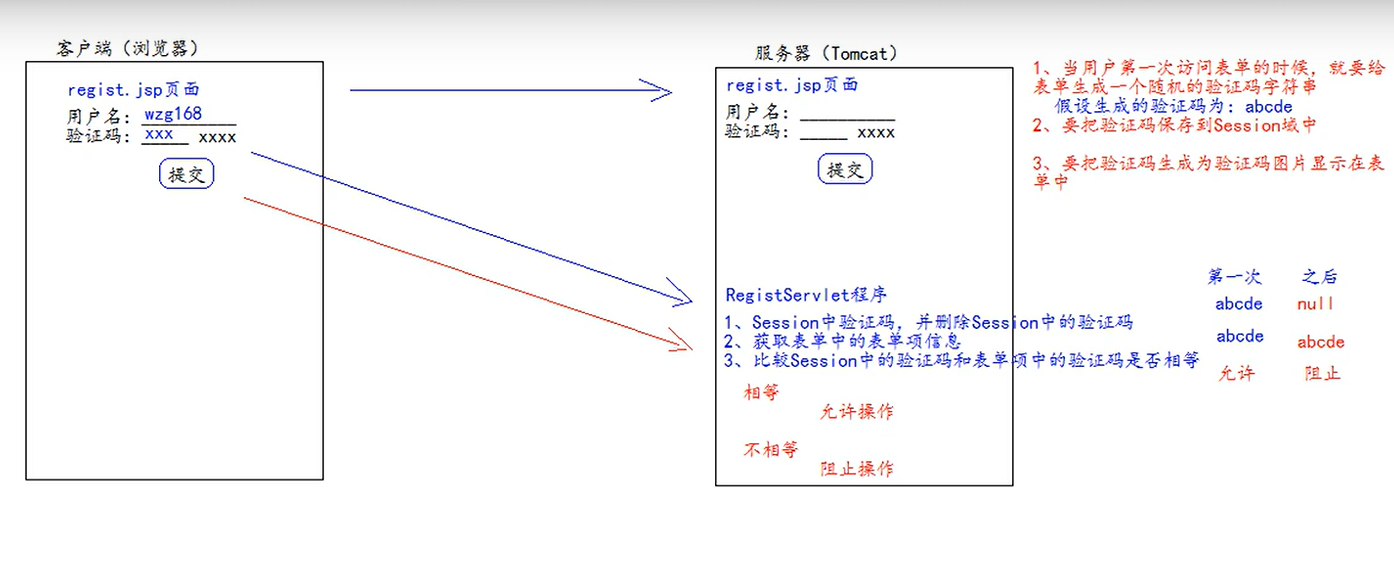 客户端（浏览器）
regist.jsp页面
用户名：wzg168
验证码：xxx xxxx
提交
服务器（Tomcat）
regist.jsp页面
用户名：__________
验证码：_____ xxxx
提交
RegistServlet程序
1、Session中验证码，并删除Session中的验证码
2、获取表单中的表单项信息
3、比较Session中的验证码和表单项中的验证码是否相等
相等
允许操作
不相等
阻止操作
1、当用户第一次访问表单的时候，就要给
表单生成一个随机的验证码字符串
假设生成的验证码为：abcde
2、要把验证码保存到Session域中
3、要把验证码生成为验证码图片显示在表
单中
第一次 之后
abcde null
abcde abcde
允许 阻止